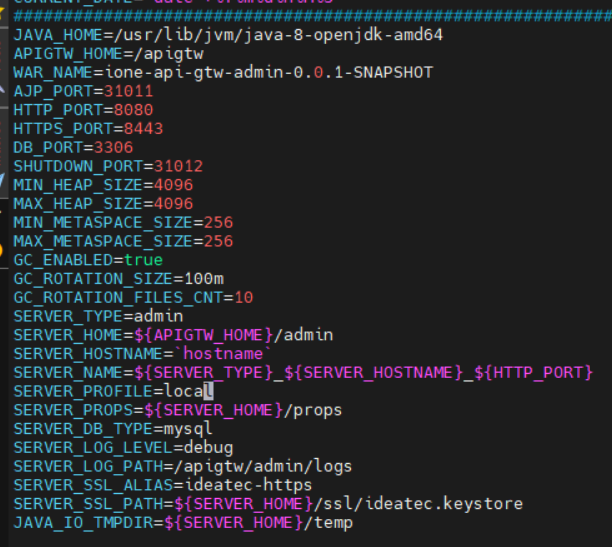 ################################################################
JAVA_HOME=/usr/lib/jvm/java-8-openjdk-amd64
APIGTW_HOME=/apigtw
WAR_NAME=ione-api-gtw-admin-0.0.1-SNAPSHOT
AJP_PORT=31011
HTTP_PORT=8080
HTTPS_PORT=8443
DB_PORT=3306
SHUTDOWN_PORT=31012
MIN_HEAP_SIZE=4096
MAX_HEAP_SIZE=4096
MIN_METASPACE_SIZE=256
MAX_METASPACE_SIZE=256
GC_ENABLED=true
GC_ROTATION_SIZE=100m
GC_ROTATION_FILES_CNT=10
SERVER_TYPE=admin
SERVER_HOME=${APIGTW_HOME}/admin
SERVER_HOSTNAME=`hostname`
SERVER_NAME=${SERVER_TYPE}_${SERVER_HOSTNAME}_${HTTP_PORT}
SERVER_PROFILE=local
SERVER_PROPS=${SERVER_HOME}/props
SERVER_DB_TYPE=mysql
SERVER_LOG_LEVEL=debug
SERVER_LOG_PATH=/apigtw/admin/logs
SERVER_SSL_ALIAS=ideatec-https
SERVER_SSL_PATH=${SERVER_HOME}/ssl/ideatec.keystore
JAVA_IO_TMPDIR=${SERVER_HOME}/temp